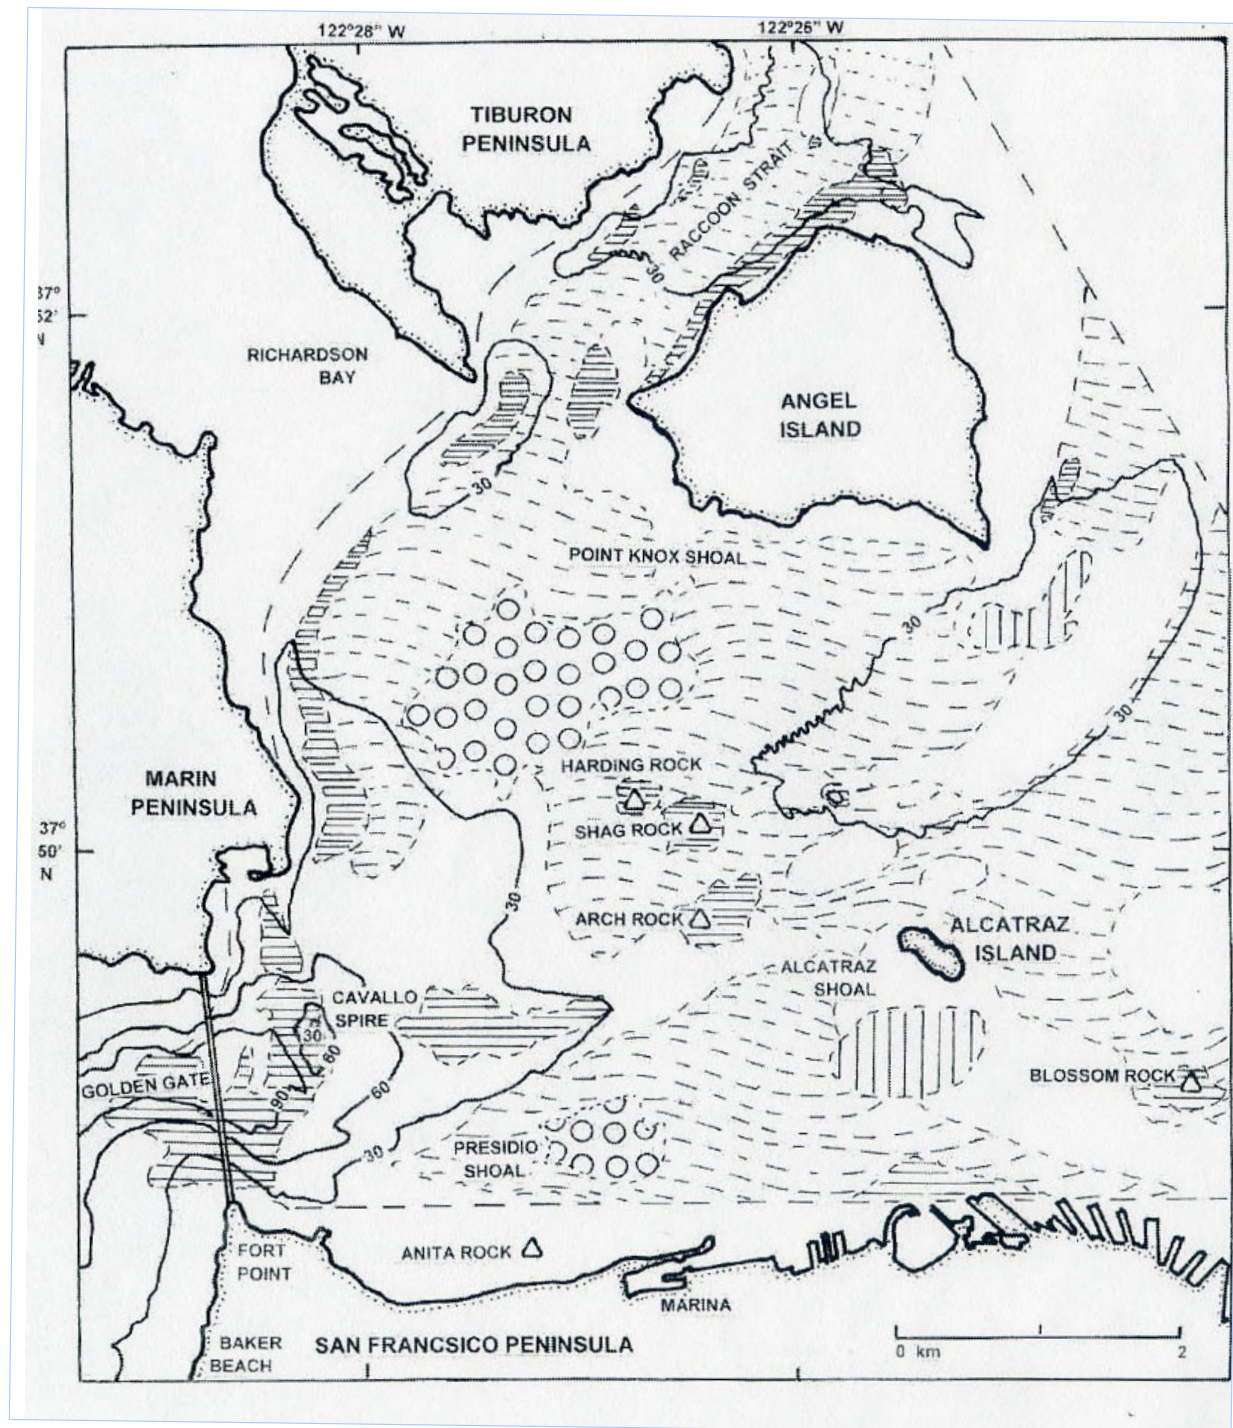 122°28" W
122°26" W
TIBURON
PENINSULA
RACCOON STRAIT
30
37°
52'
N
RICHARDSON
BAY
ANGEL
ISLAND
30
POINT KNOX SHOAL
30
30
HARDING ROCK
MARIN
PENINSULA
SHAG ROCK
37°
50'
N
30
ARCH ROCK
ALCATRAZ
ISLAND
ALCATRAZ
SHOAL
CAVALLO
SPIRE
30
60
GOLDEN GATE
90
60
BLOSSOM ROCK
30
PRESIDIO
SHOAL
FORT
POINT
ANITA ROCK
MARINA
BAKER
BEACH
SAN FRANCSICO PENINSULA
0 km 2